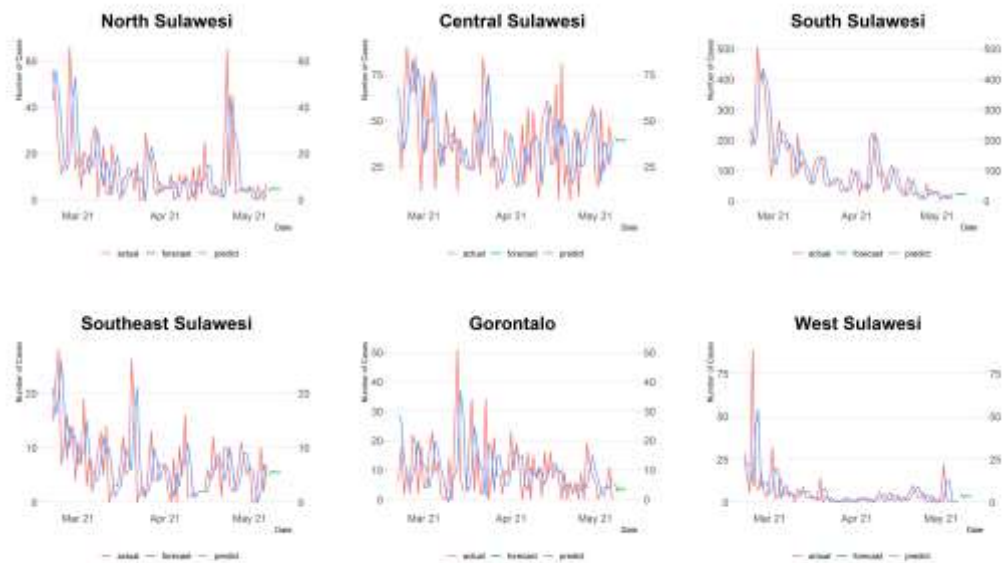 North Sulawesi
Number of Cases
60
40
20
0
60
40
20
0
Mar 21
Apr 21
May 21
Date
actual forecast predict
Central Sulawesi
Number of Cases
75
50
25
75
50
25
Mar 21
Apr 21
May 21
Date
actual forecast predict
South Sulawesi
Number of Cases
500
400
300
200
100
0
500
400
300
200
100
0
Mar 21
Apr 21
May 21
Date
actual forecast predict
Southeast Sulawesi
Number of Cases
20
10
0
20
10
0
Mar 21
Apr 21
May 21
Date
actual forecast predict
Gorontalo
Number of Cases
50
40
30
20
10
0
50
40
30
20
10
0
Mar 21
Apr 21
May 21
Date
actual forecast predict
West Sulawesi
Number of Cases
75
50
25
0
75
50
25
0
Mar 21
Apr 21
May 21
Date
actual forecast predict